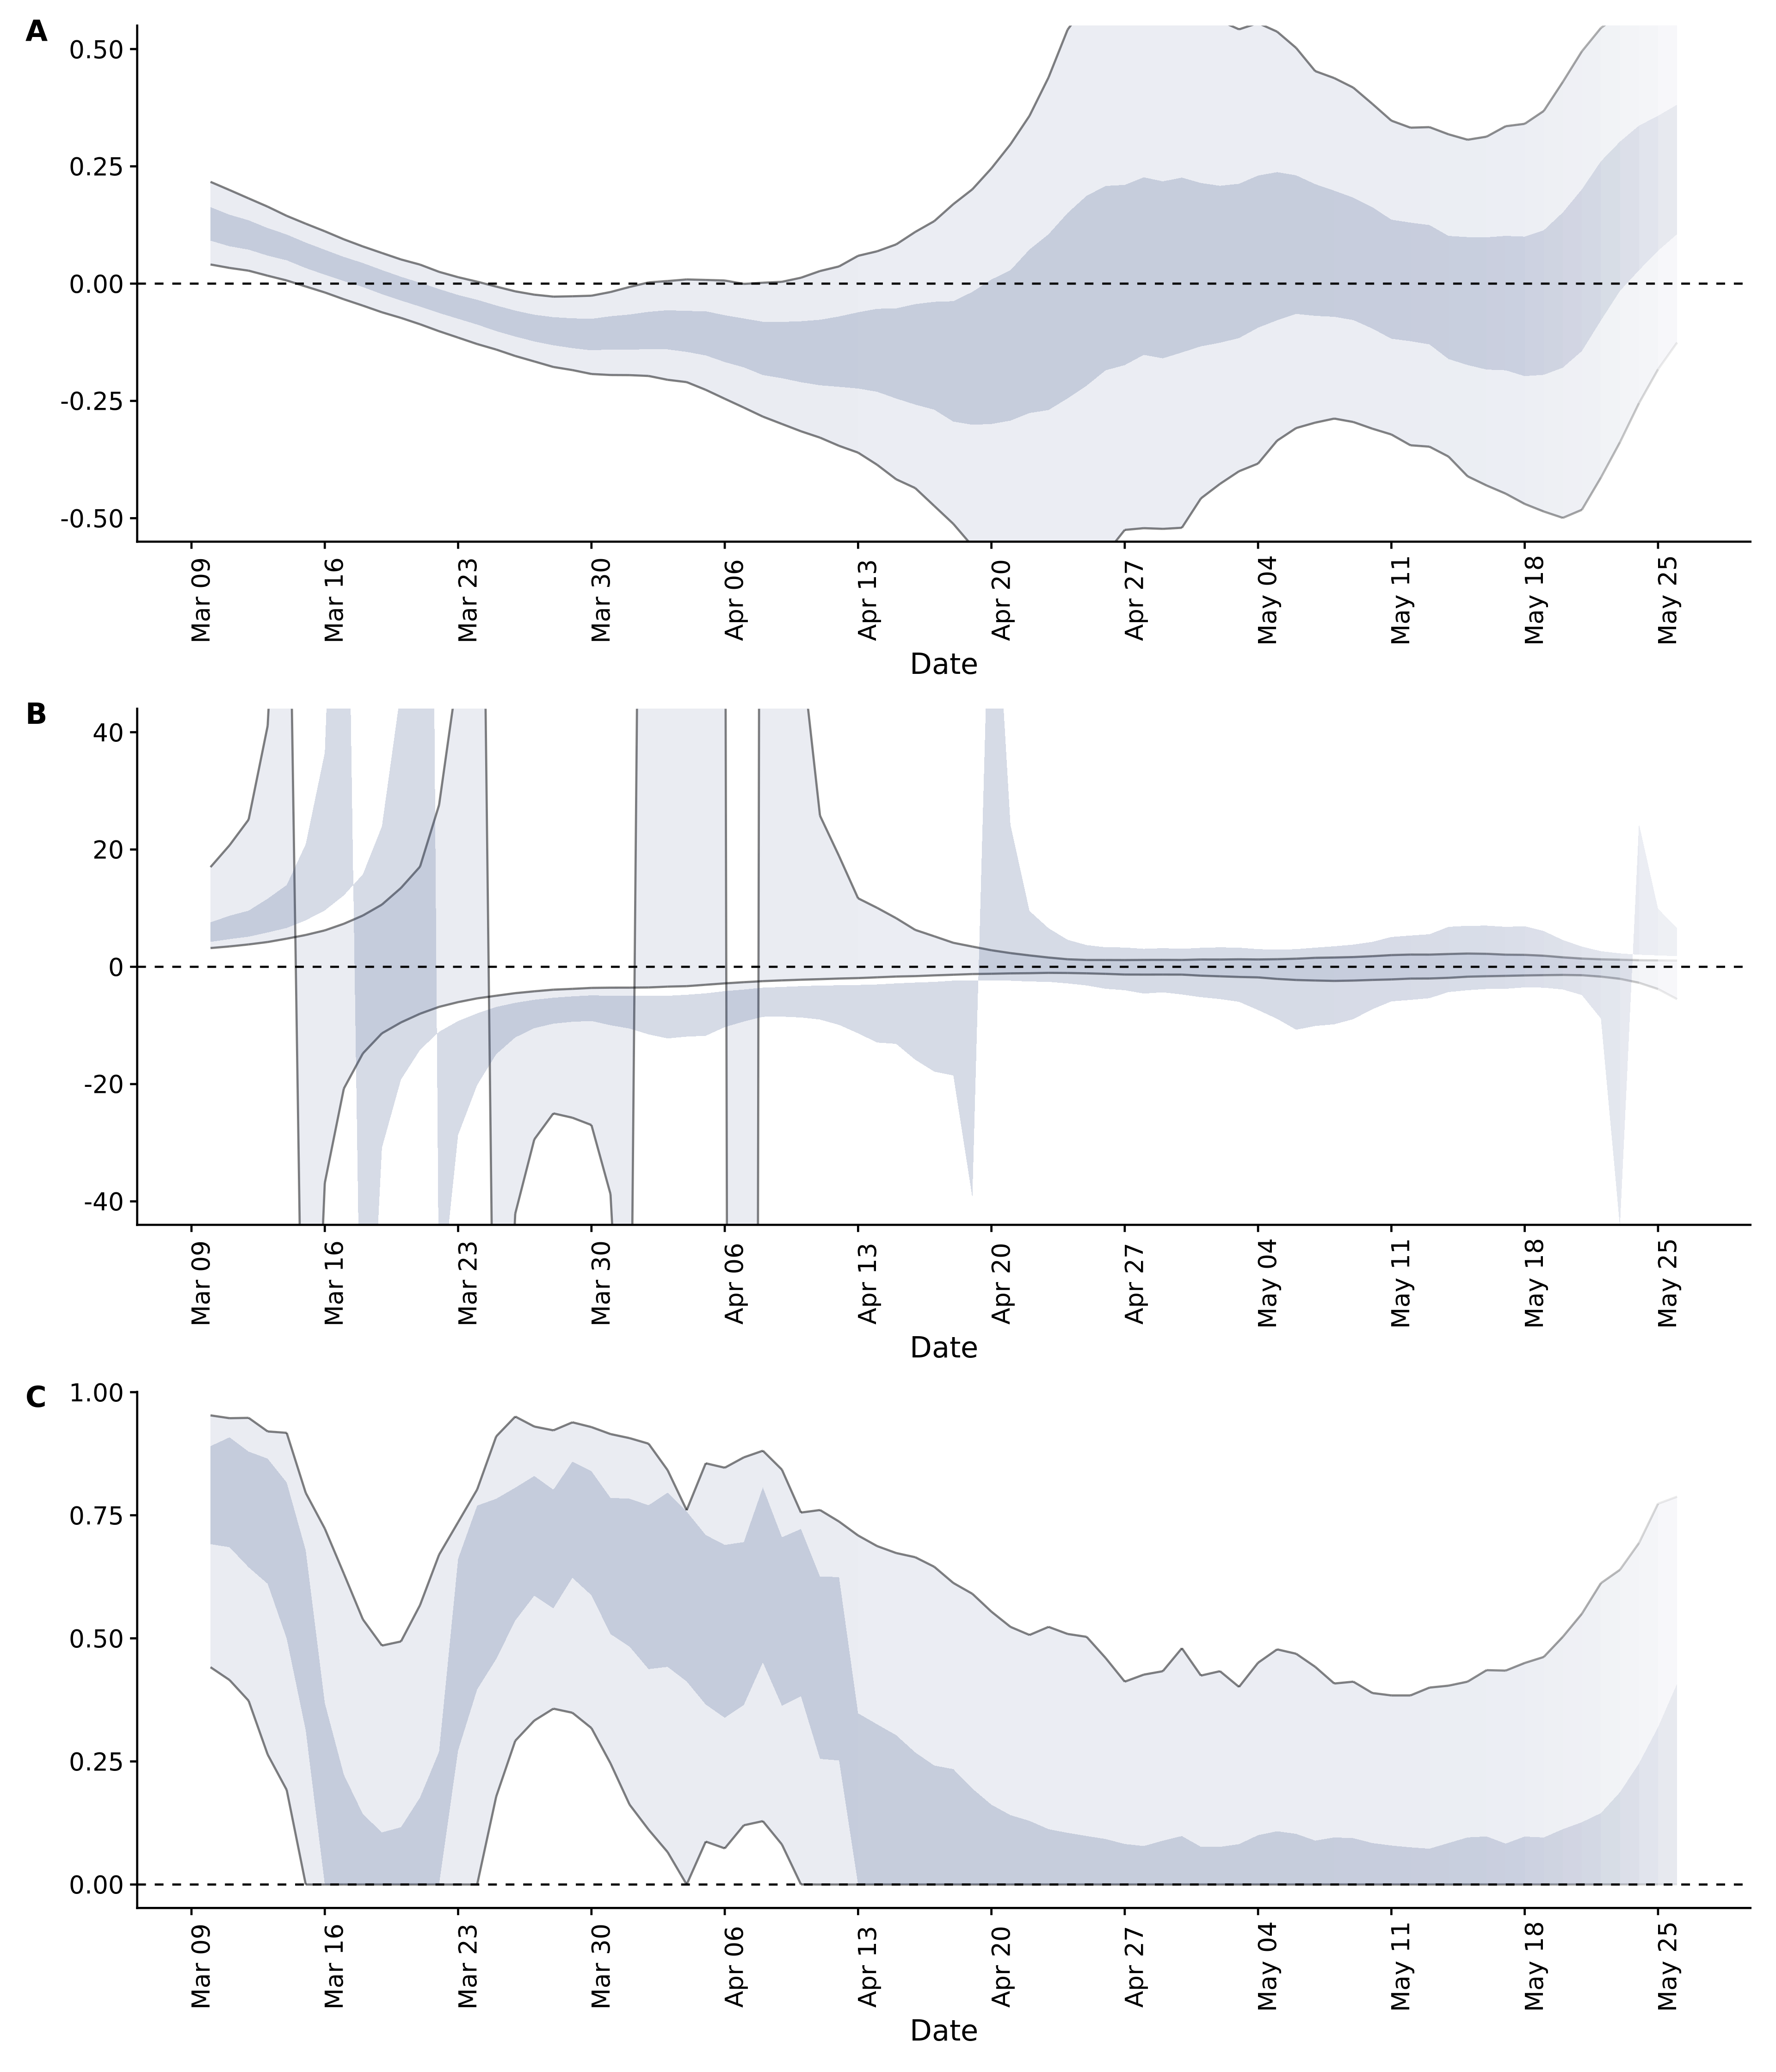 A
0.50
0.25
0.00
-0.25
-0.50
Mar 09
Mar 16
Mar 23
Mar 30
Apr 06
Apr 13
Apr 20
Apr 27
May 04
May 11
May 18
May 25
Date
B
40
20
0
-20
-40
Mar 09
Mar 16
Mar 23
Mar 30
Apr 06
Apr 13
Apr 20
Apr 27
May 04
May 11
May 18
May 25
Date
C
1.00
0.75
0.50
0.25
0.00
Mar 09
Mar 16
Mar 23
Mar 30
Apr 06
Apr 13
Apr 20
Apr 27
May 04
May 11
May 18
May 25
Date